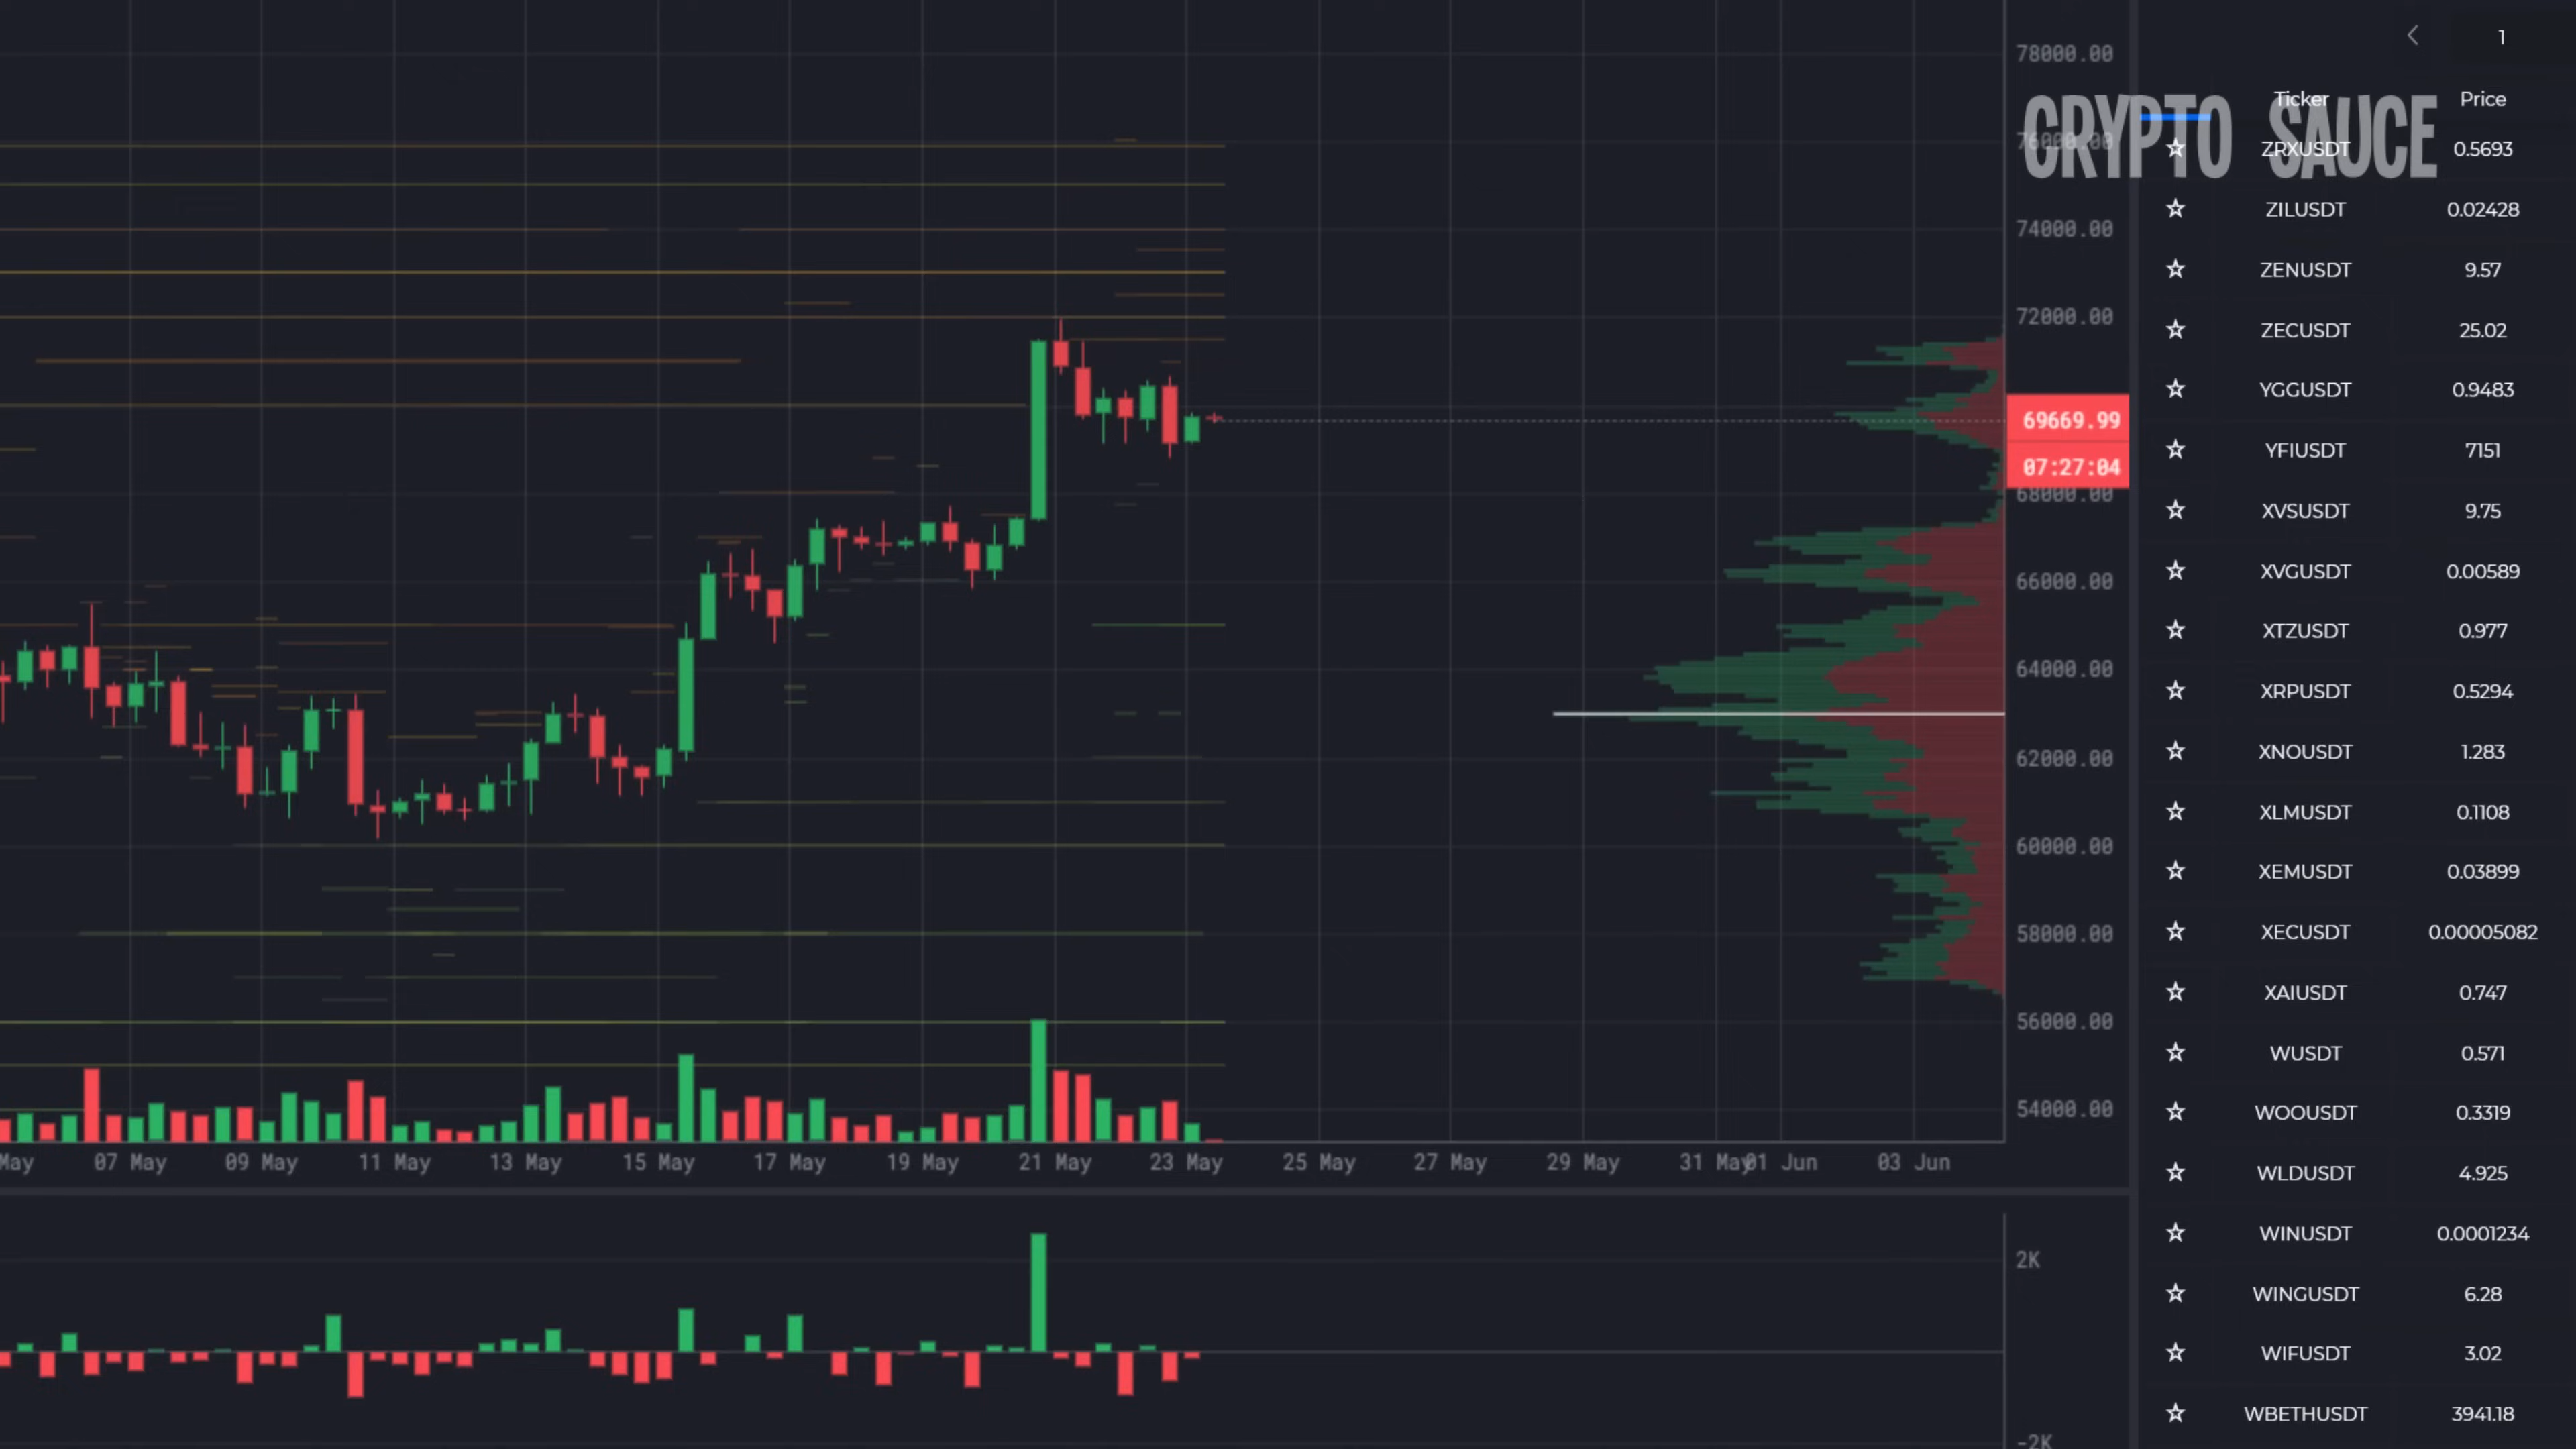 1
Ticker Price
CRYPTO SAUCE
ZRXUSDT 0.5693
ZILUSDT 0.02428
ZENUSDT 9.57
ZECUSDT 25.02
YGGUSDT 0.9483
YFIUSDT 7151
XVSUSDT 9.75
XVGUSDT 0.00589
XTZUSDT 0.977
XRPUSDT 0.5294
XNOUSDT 1.283
XLMUSDT 0.1108
XEMUSDT 0.03899
XECUSDT 0.00005082
XAIUSDT 0.747
WUSDT 0.571
WOOUSDT 0.3319
WLDUSDT 4.925
WINUSDT 0.0001234
WINGUSDT 6.28
WIFUSDT 3.02
WBETHUSDT 3941.18
78000.00
76000.00
74000.00
72000.00
69669.99
07:27:04
68000.00
66000.00
64000.00
62000.00
60000.00
58000.00
56000.00
54000.00
May 07 May 09 May 11 May 13 May 15 May 17 May 19 May 21 May 23 May 25 May 27 May 29 May 31 May 01 Jun 03 Jun
2K
-2K